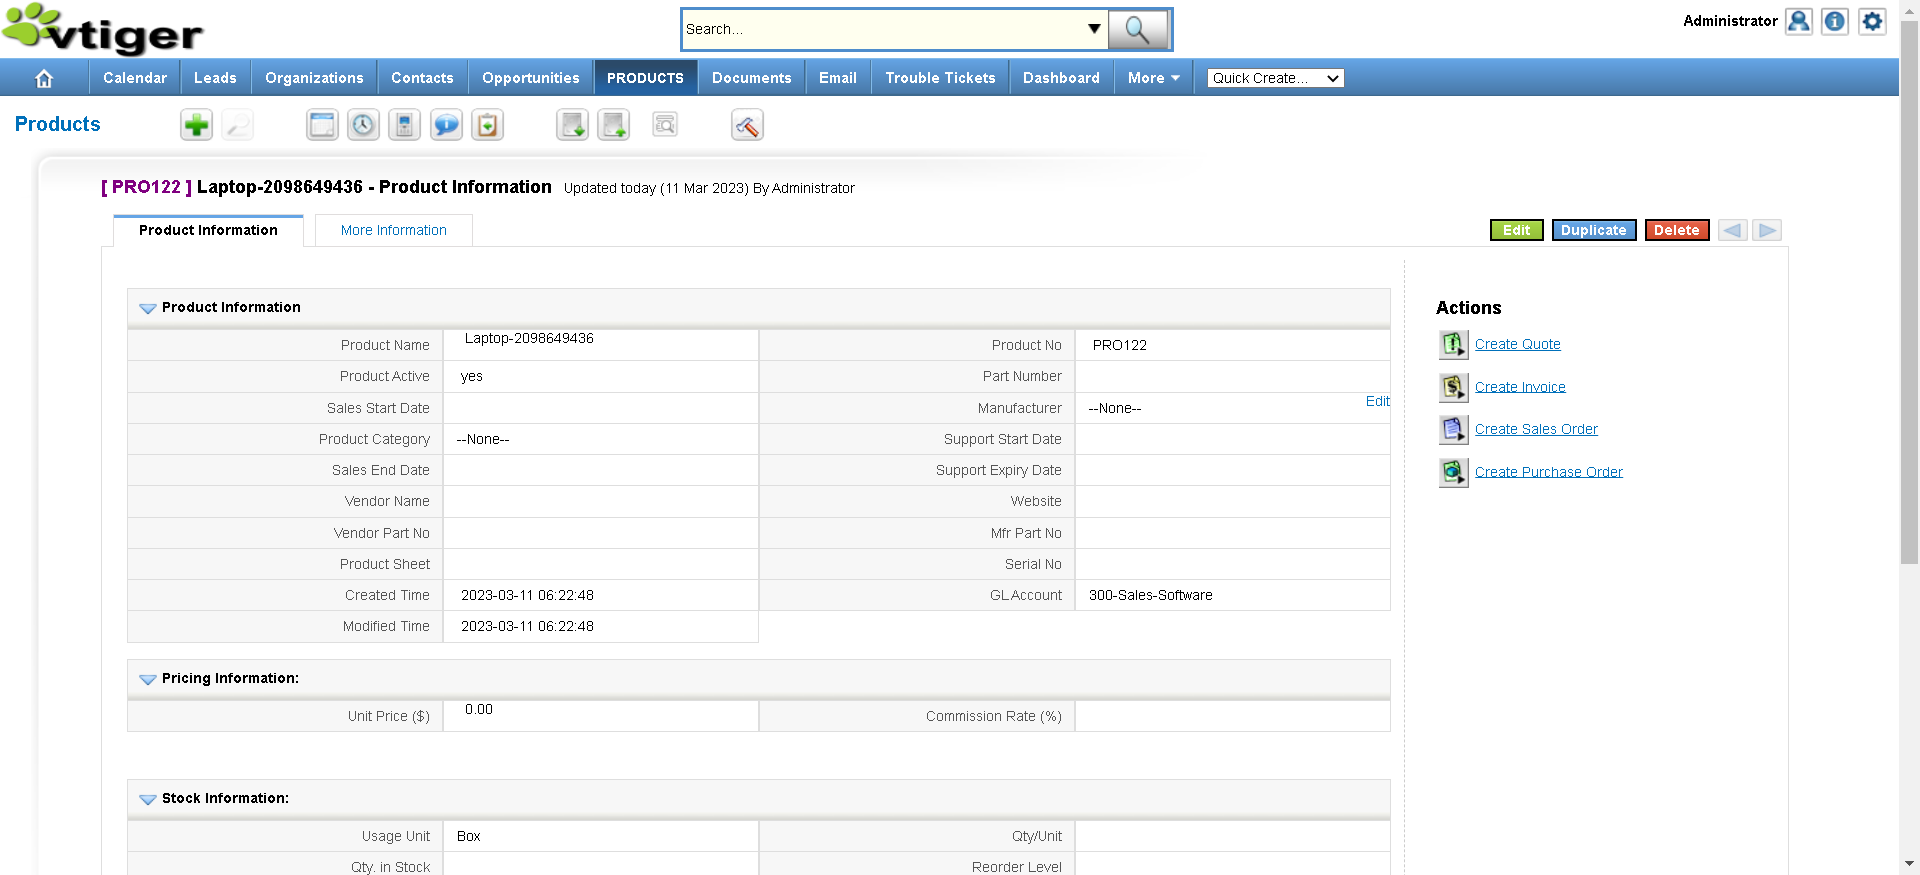 vtiger
Search...
Administrator
Calendar Leads Organizations Contacts Opportunities PRODUCTS Documents Email Trouble Tickets Dashboard More Quick Create...
Products
[ PRO122 ] Laptop-2098649436 - Product Information Updated today (11 Mar 2023) By Administrator
Product Information More Information Edit Duplicate Delete
Product Information
Product Name Laptop-2098649436 Product No PRO122
Product Active yes Part Number
Sales Start Date Manufacturer --None-- Edit
Product Category --None-- Support Start Date
Sales End Date Support Expiry Date
Vendor Name Website
Vendor Part No Mfr Part No
Product Sheet Serial No
Created Time 2023-03-11 06:22:48 GL Account 300-Sales-Software
Modified Time 2023-03-11 06:22:48
Pricing Information:
Unit Price ($) 0.00 Commission Rate (%)
Stock Information:
Usage Unit Box Qty/Unit
Qty. in Stock Reorder Level
Actions
Create Quote
Create Invoice
Create Sales Order
Create Purchase Order